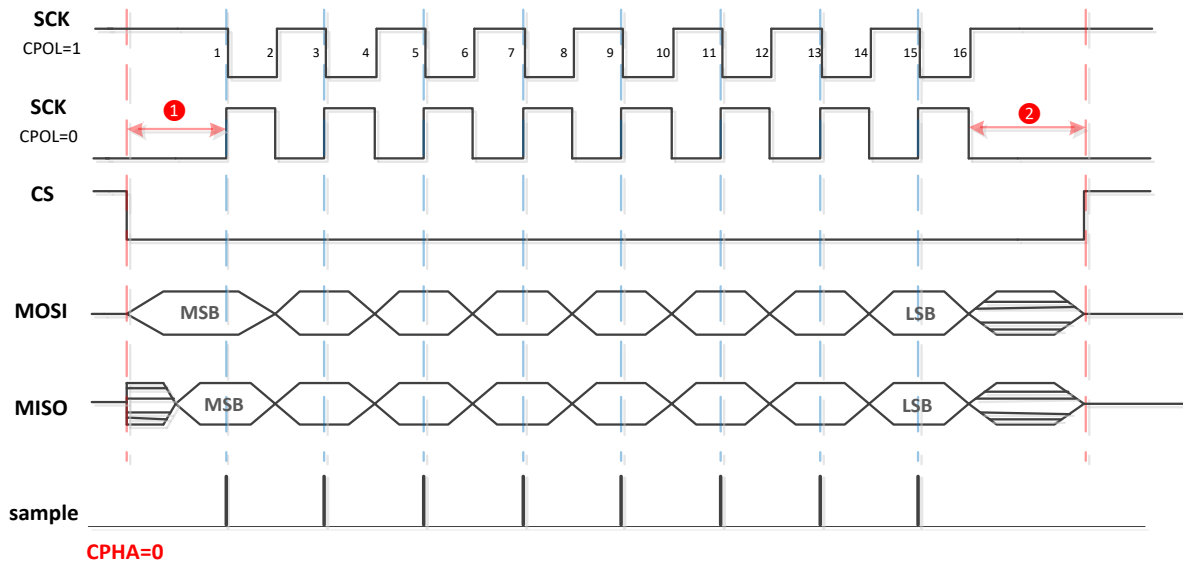 SCK
CPOL=1
1 2 3 4 5 6 7 8 9 10 11 12 13 14 15 16
SCK
CPOL=0
1
2
CS
MOSI
MSB
LSB
MISO
MSB
LSB
sample
CPHA=0